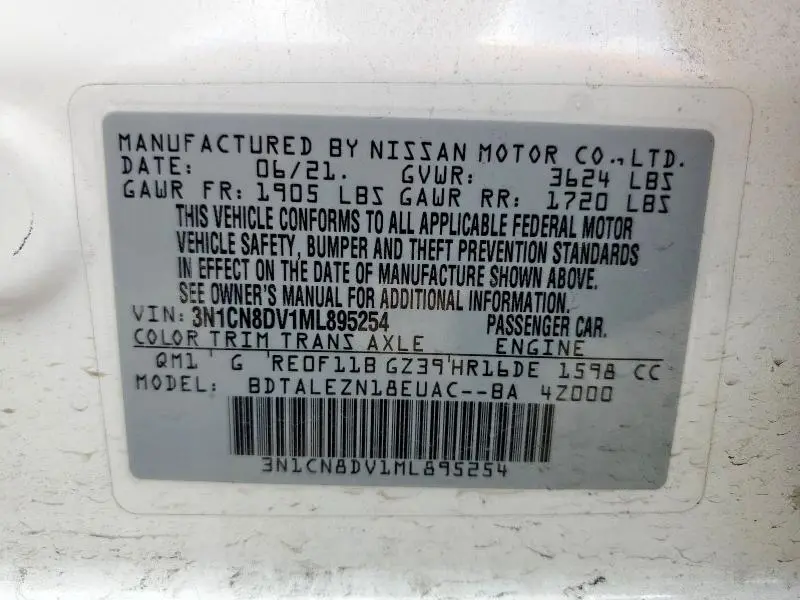 MANUFACTURED BY NISSAN MOTOR CO.,LTD.
DATE: 06/21. GVWR: 3624 LBS
GAWR FR: 1905 LBS GAWR RR: 1720 LBS
THIS VEHICLE CONFORMS TO ALL APPLICABLE FEDERAL MOTOR
VEHICLE SAFETY, BUMPER AND THEFT PREVENTION STANDARDS
IN EFFECT ON THE DATE OF MANUFACTURE SHOWN ABOVE.
SEE OWNER'S MANUAL FOR ADDITIONAL INFORMATION.
VIN: 3N1CN8DV1ML895254 PASSENGER CAR.
COLOR TRIM TRANS AXLE ENGINE
QM1 ' G 'RE0F11B GZ39'HR16DE 1598 CC
MODEL: BDTALEZN18EUAC--BA 4Z000
3N1CN8DV1ML895254